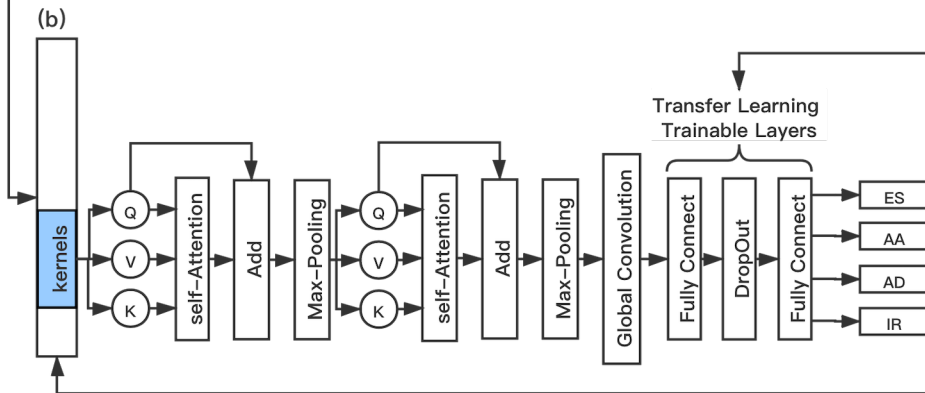 (b)
Transfer Learning
Trainable Layers
kernels
Q
V
K
self-Attention
Add
Max-Pooling
Q
V
K
self-Attention
Add
Max-Pooling
Global Convolution
Fully Connect
DropOut
Fully Connect
ES
AA
AD
IR